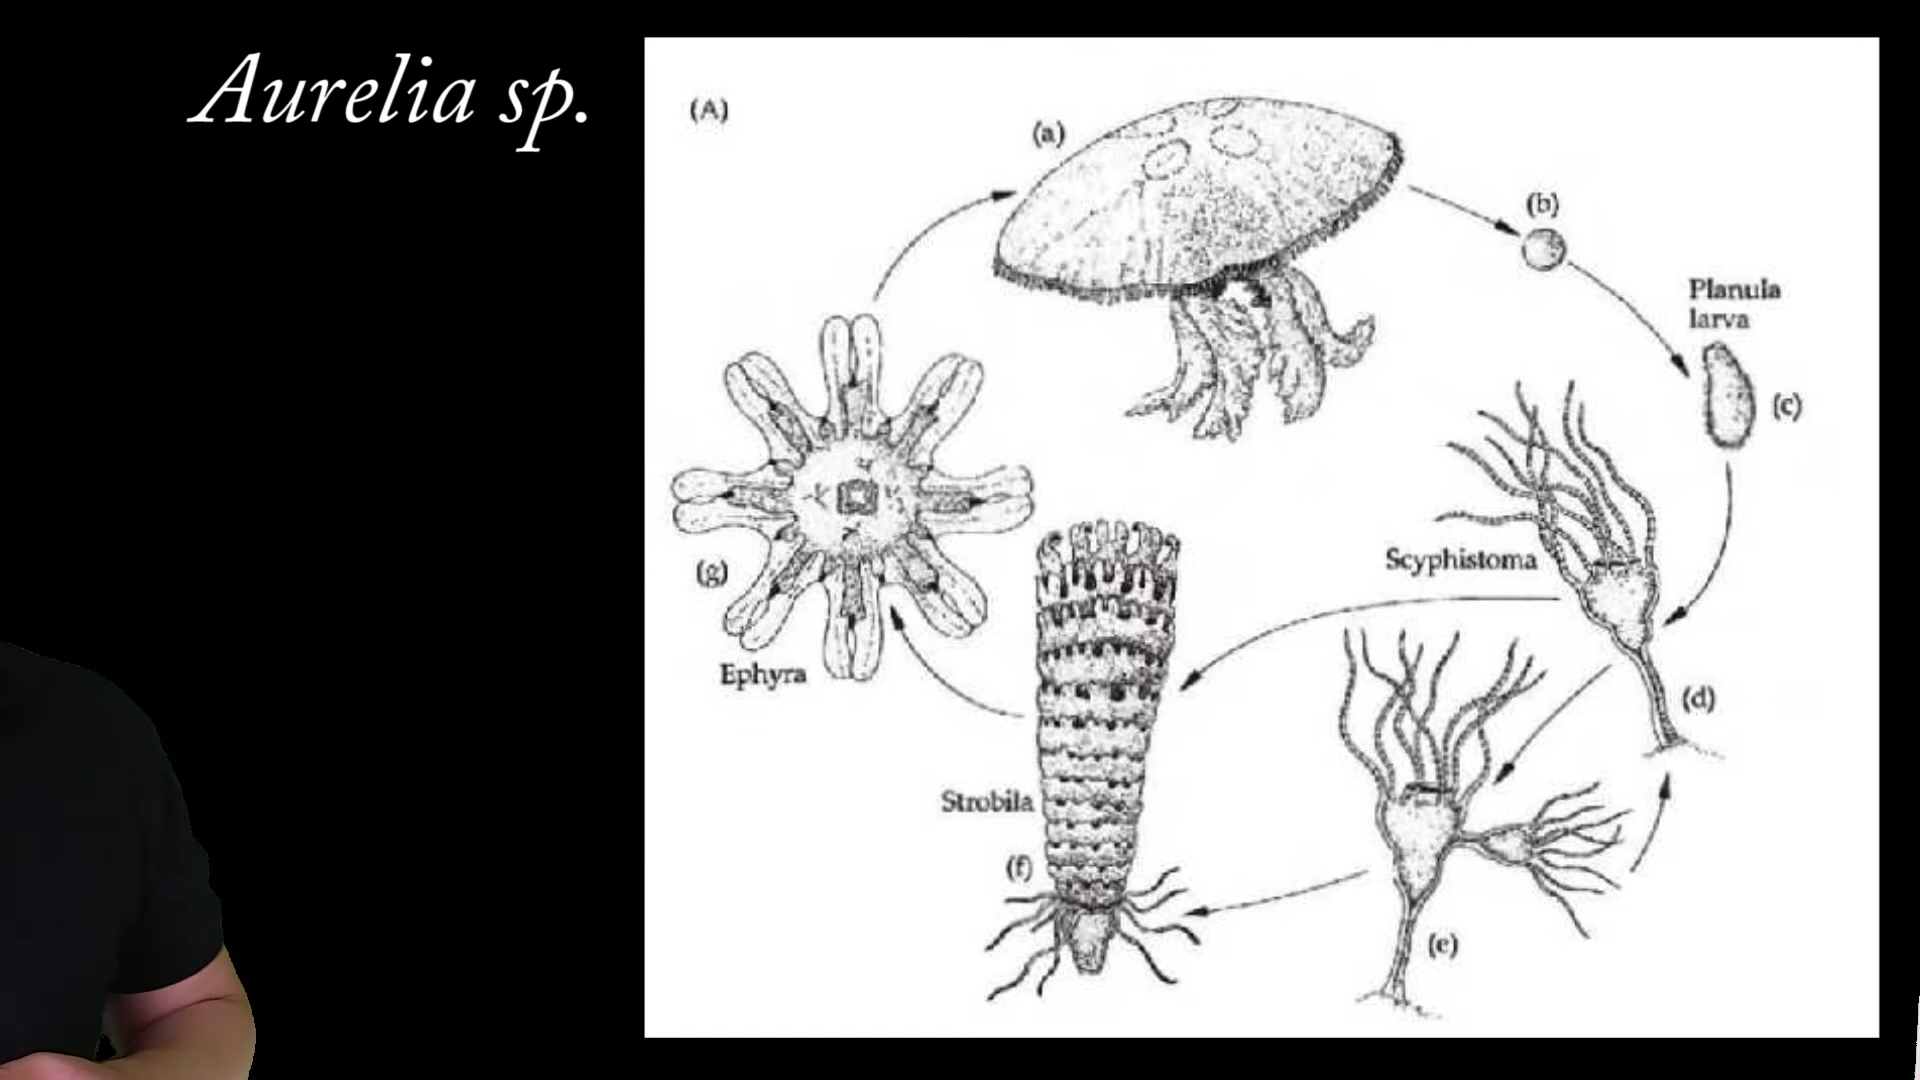 Aurelia sp.
(A)
(a)
(b)
Planula
larva
(c)
Scyphistoma
(d)
(g)
Ephyra
Strobila
(f)
(e)